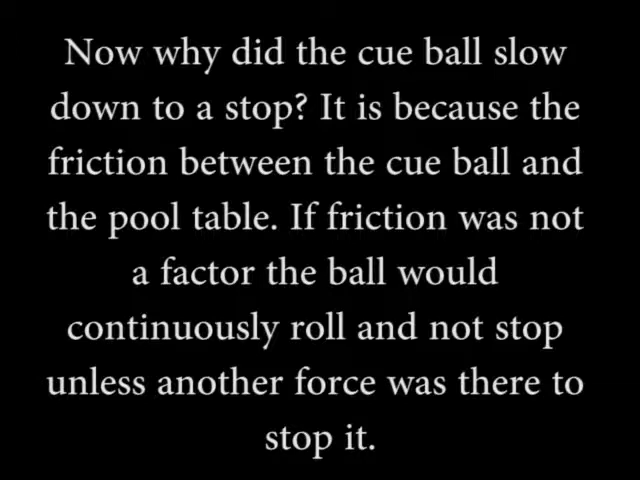 Now why did the cue ball slow
down to a stop? It is because the
friction between the cue ball and
the pool table. If friction was not
a factor the ball would
continuously roll and not stop
unless another force was there to
stop it.